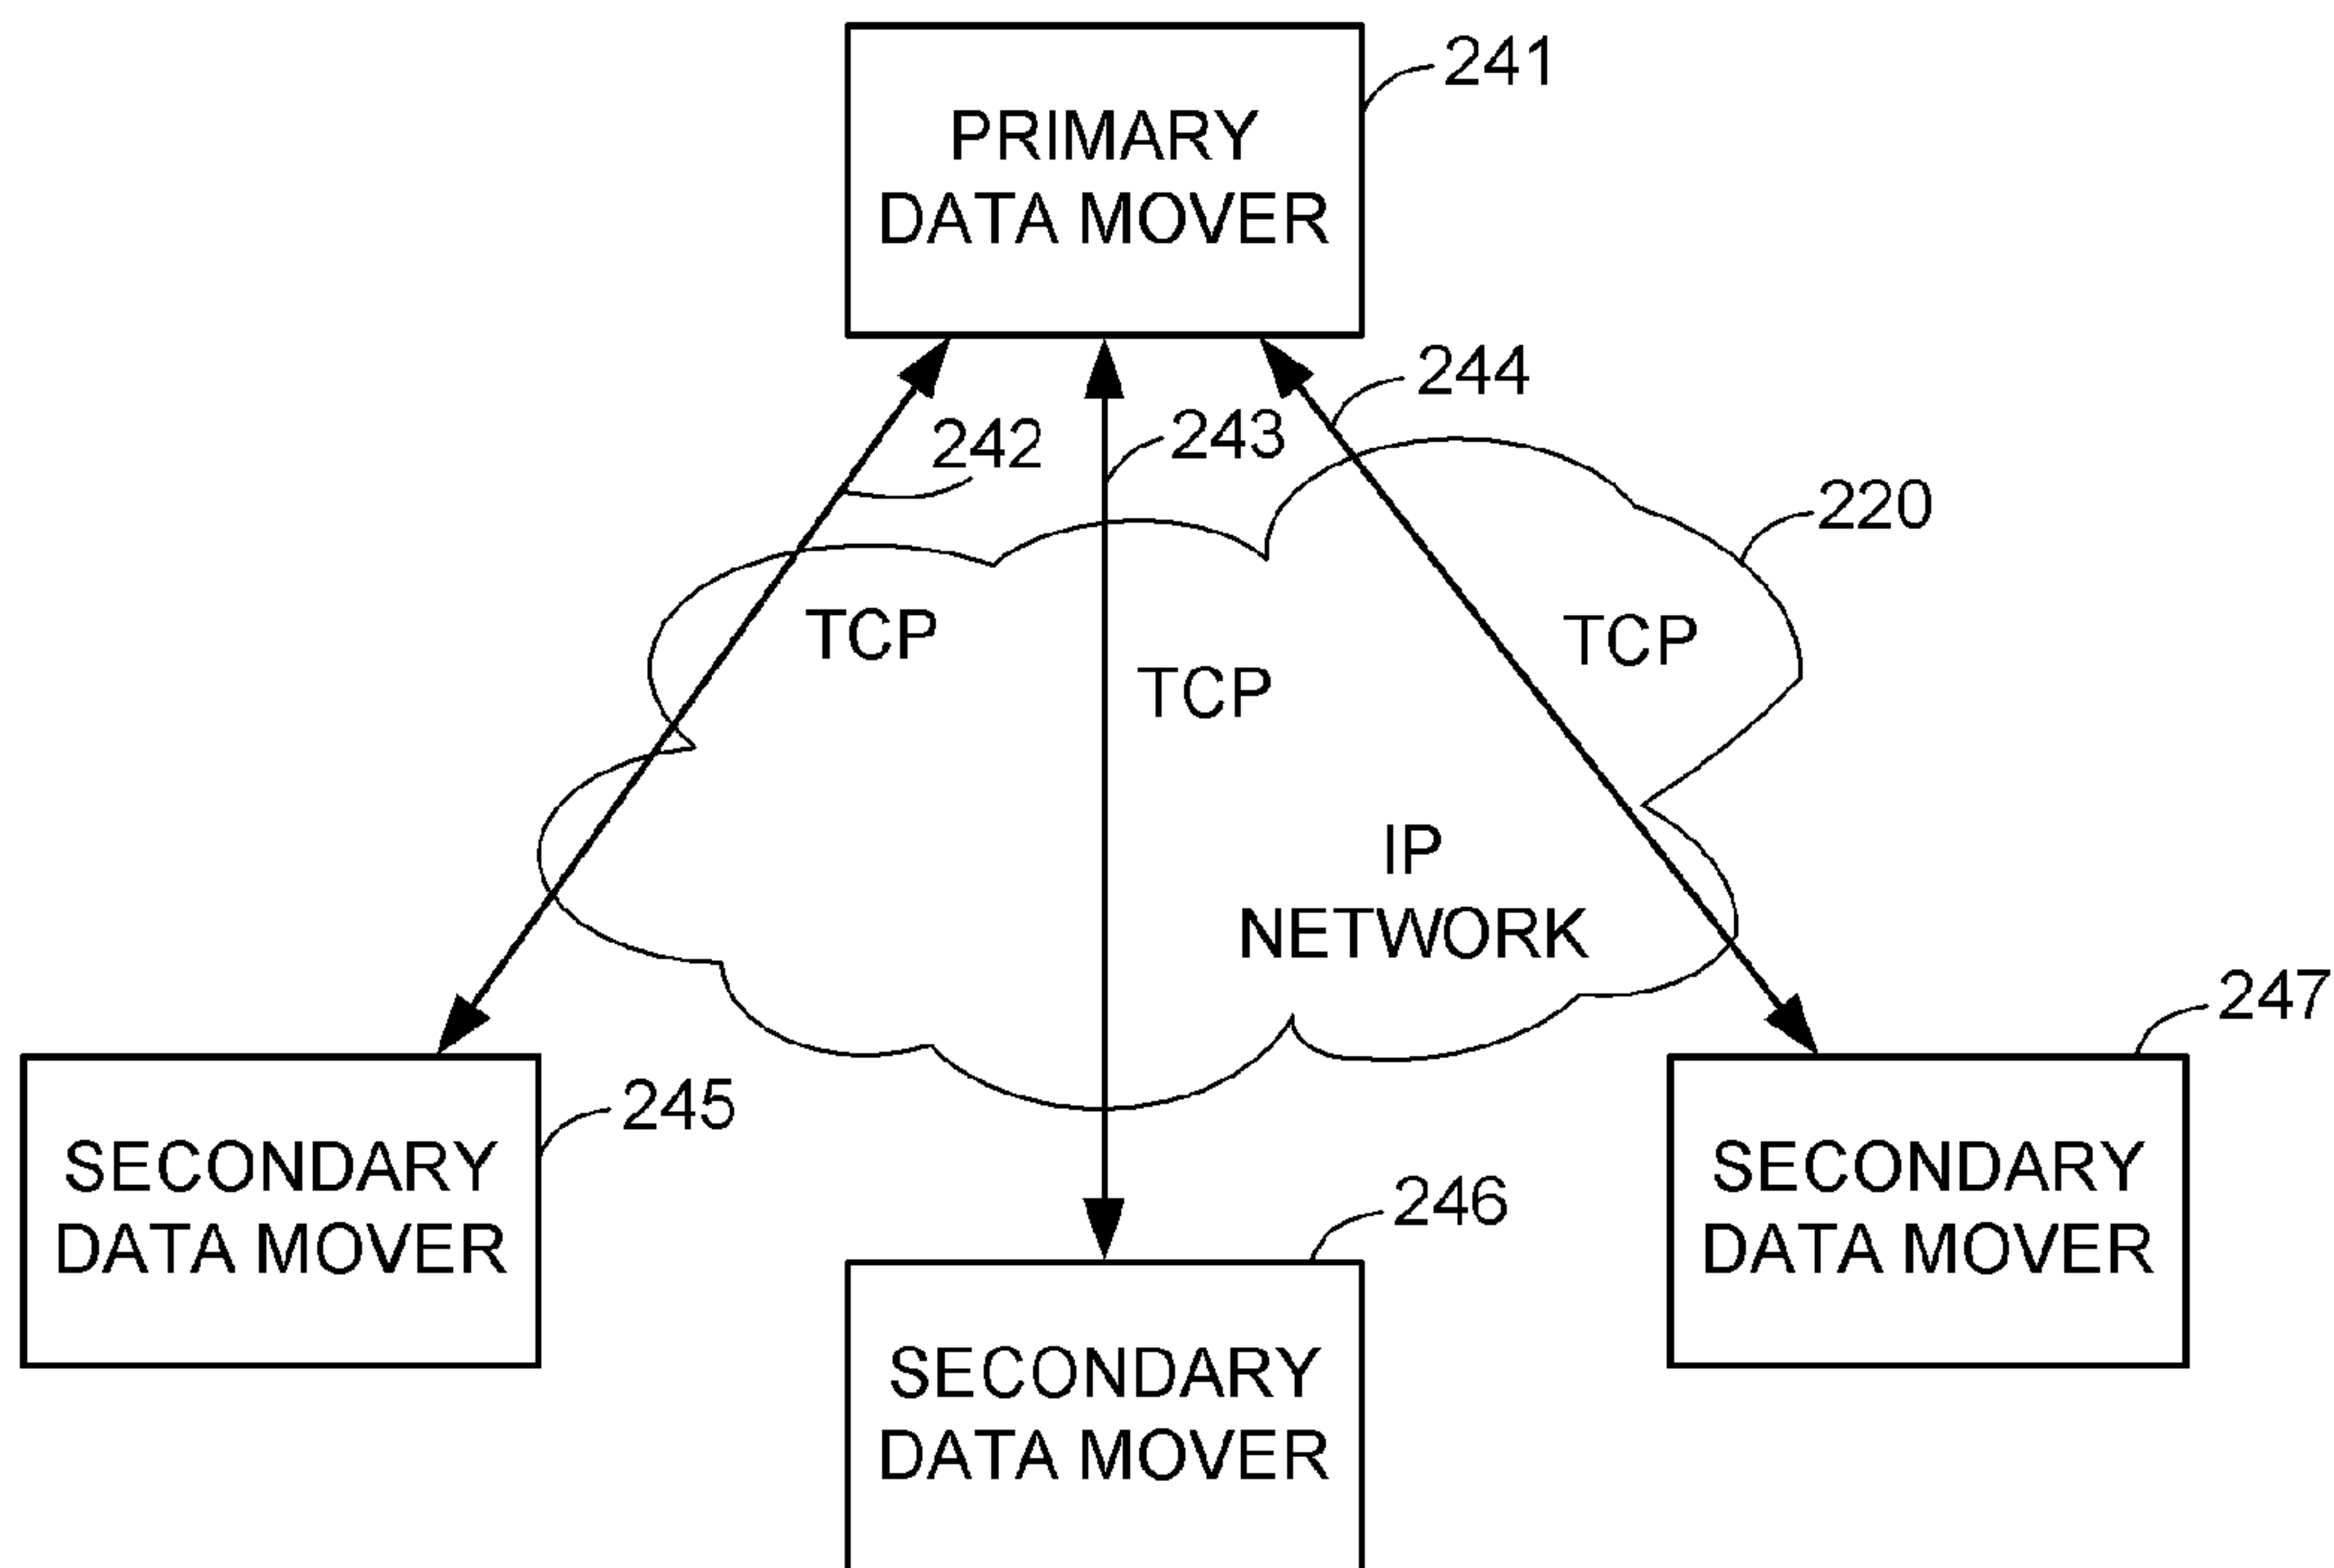 241
PRIMARY
DATA MOVER
244
242
243
220
TCP
TCP
TCP
IP
NETWORK
247
245
SECONDARY
DATA MOVER
SECONDARY
DATA MOVER
246
SECONDARY
DATA MOVER